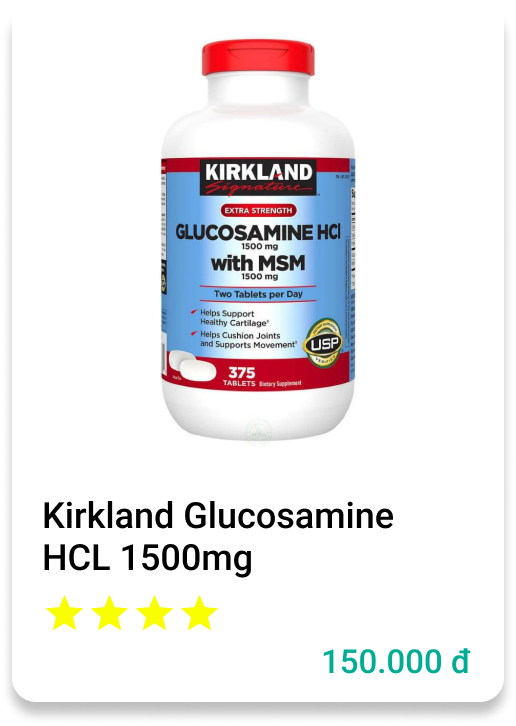 KIRKLAND
Signature
EXTRA STRENGTH
GLUCOSAMINE HCl
1500 mg
with MSM
1500 mg
Two Tablets per Day
Helps Support
Healthy Cartilage†
Helps Cushion Joints
and Supports Movement†
USP
375
TABLETS Dietary Supplement
Kirkland Glucosamine
HCL 1500mg
150.000 đ